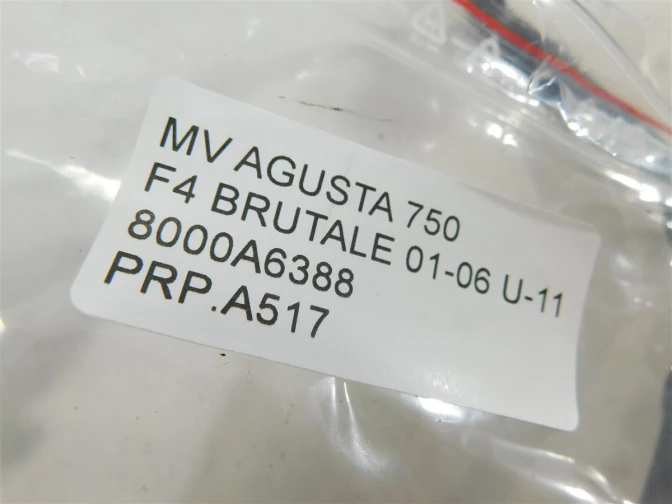 MV AGUSTA 750
F4 BRUTALE 01-06 U-11
8000A6388
PRP.A517